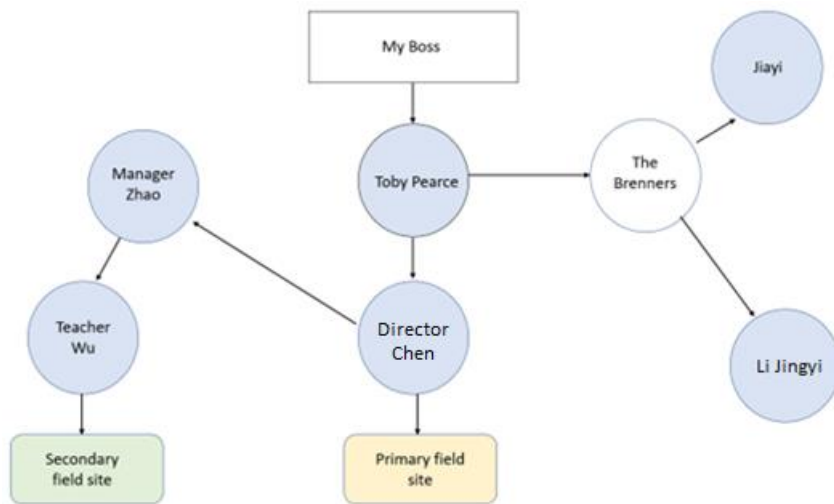 My Boss
Jiayi
Manager
Zhao
Toby Pearce
The
Brenners
Teacher
Wu
Director
Chen
Li Jingyi
Secondary
field site
Primary field
site